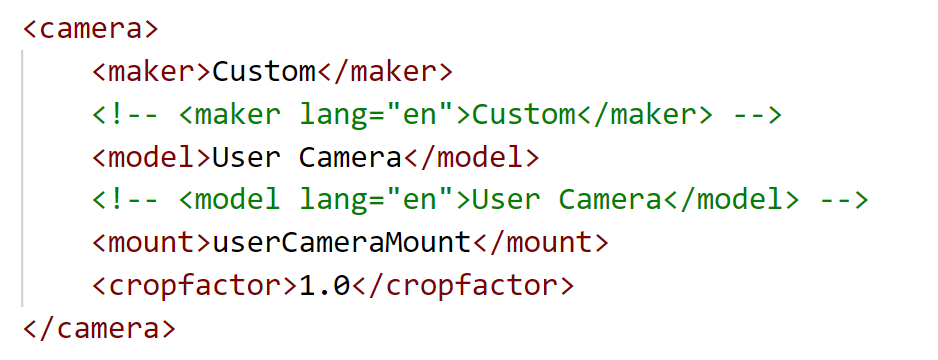 <camera>
    <maker>Custom</maker>
    <!-- <maker lang="en">Custom</maker> -->
    <model>User Camera</model>
    <!-- <model lang="en">User Camera</model> -->
    <mount>userCameraMount</mount>
    <cropfactor>1.0</cropfactor>
</camera>